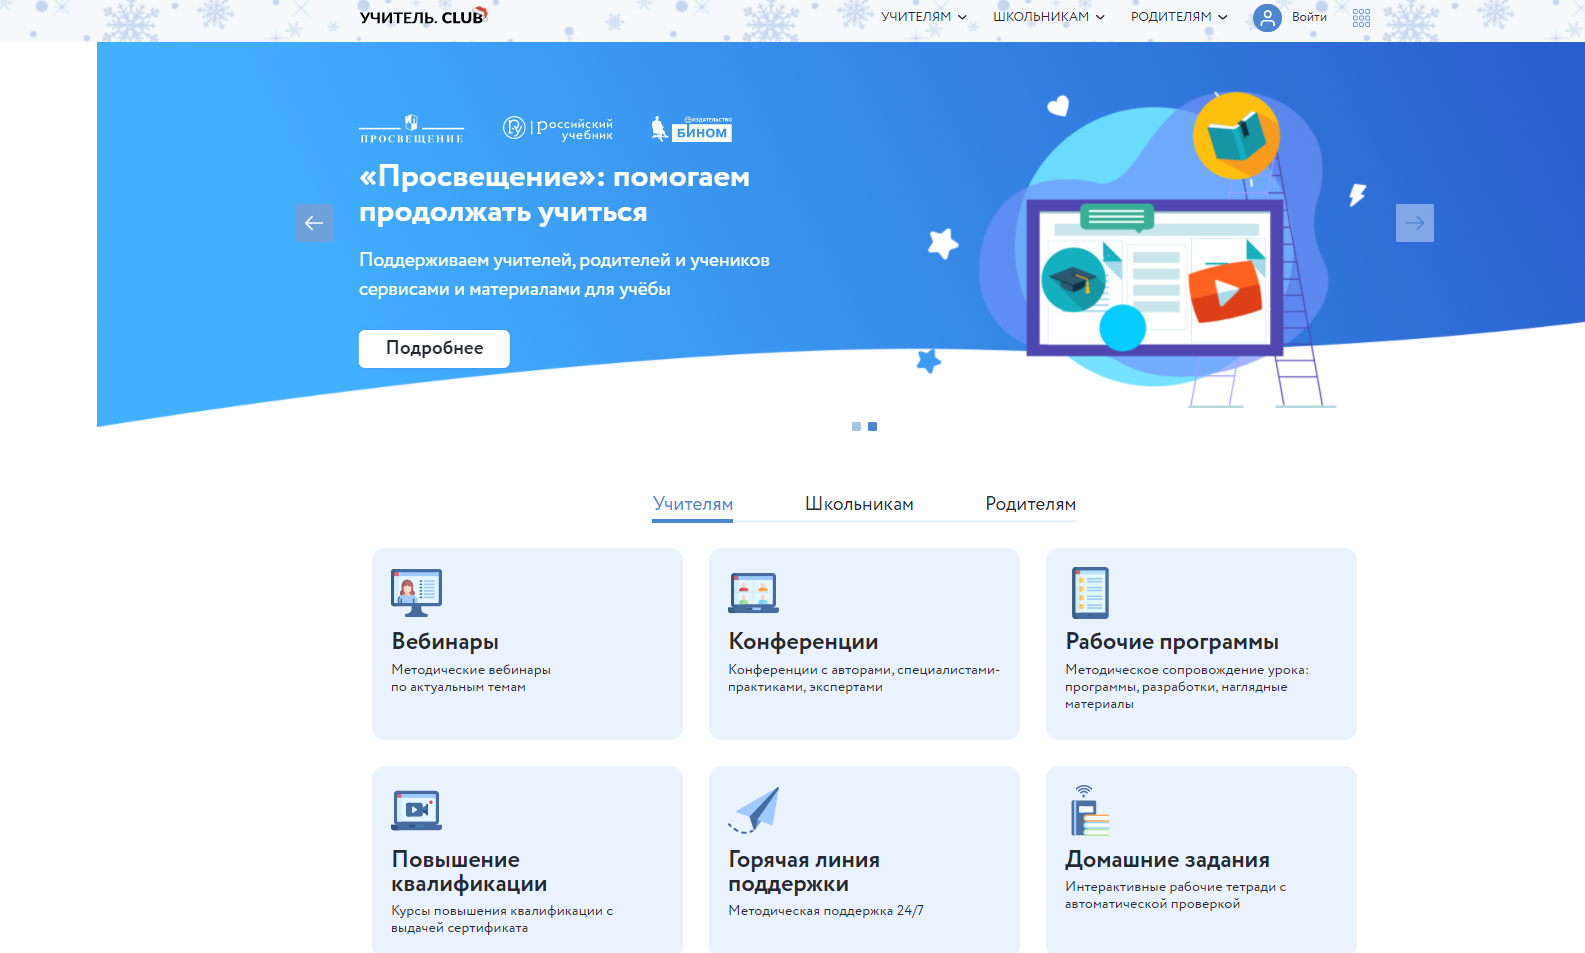 УЧИТЕЛЬ. CLUB
УЧИТЕЛЯМ
ШКОЛЬНИКАМ
РОДИТЕЛЯМ
Войти
ПРОСВЕЩЕНИЕ
российский
учебник
ИЗДАТЕЛЬСТВО
БИНОМ
«Просвещение»: помогаем
продолжать учиться
Поддерживаем учителей, родителей и учеников
сервисами и материалами для учёбы
Подробнее
Учителям
Школьникам
Родителям
Вебинары
Методические вебинары
по актуальным темам
Конференции
Конференции с авторами, специалистами-
практиками, экспертами
Рабочие программы
Методическое сопровождение урока:
программы, разработки, наглядные
материалы
Повышение
квалификации
Курсы повышения квалификации с
выдачей сертификата
Горячая линия
поддержки
Методическая поддержка 24/7
Домашние задания
Интерактивные рабочие тетради с
автоматической проверкой